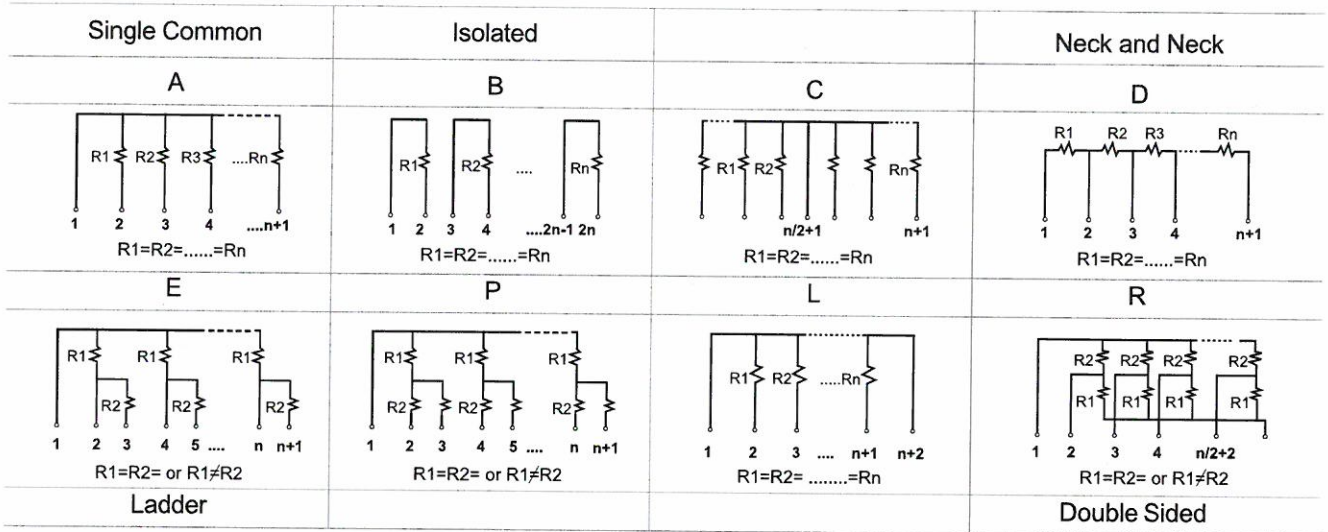 Single Common Isolated Neck and Neck
A B C D
R1 R2 R3 ....Rn
1 2 3 4 ....n+1
R1=R2=......=Rn
R1 R2 .... Rn
1 2 3 4 ....2n-1 2n
R1=R2=......=Rn
R1 R2 Rn
n/2+1 n+1
R1=R2=......=Rn
R1 R2 R3 Rn
1 2 3 4 n+1
R1=R2=......=Rn
E P L R
R1 R1 R1
R2 R2 R2
1 2 3 4 5 .... n n+1
R1=R2= or R1≠R2
R1 R1 R1
R2 R2 R2
1 2 3 4 5 .... n n+1
R1=R2= or R1≠R2
R1 R2 .....Rn
1 2 3 .... n+1 n+2
R1=R2= ........=Rn
R2 R2 R2 R2
R1 R1 R1 R1
1 2 3 4 n/2+2
R1=R2= or R1≠R2
Ladder Double Sided